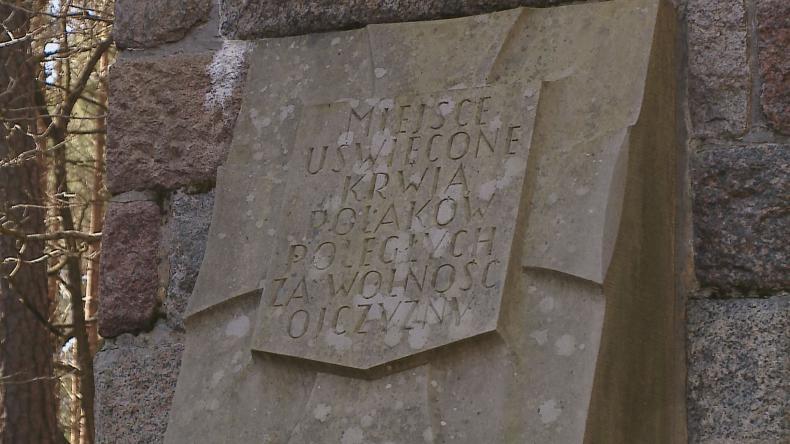 MIEJSCE
UŚWIĘCONE
KRWIĄ
POLAKÓW
POLEGŁYCH
ZA WOLNOŚĆ
OJCZYZNY